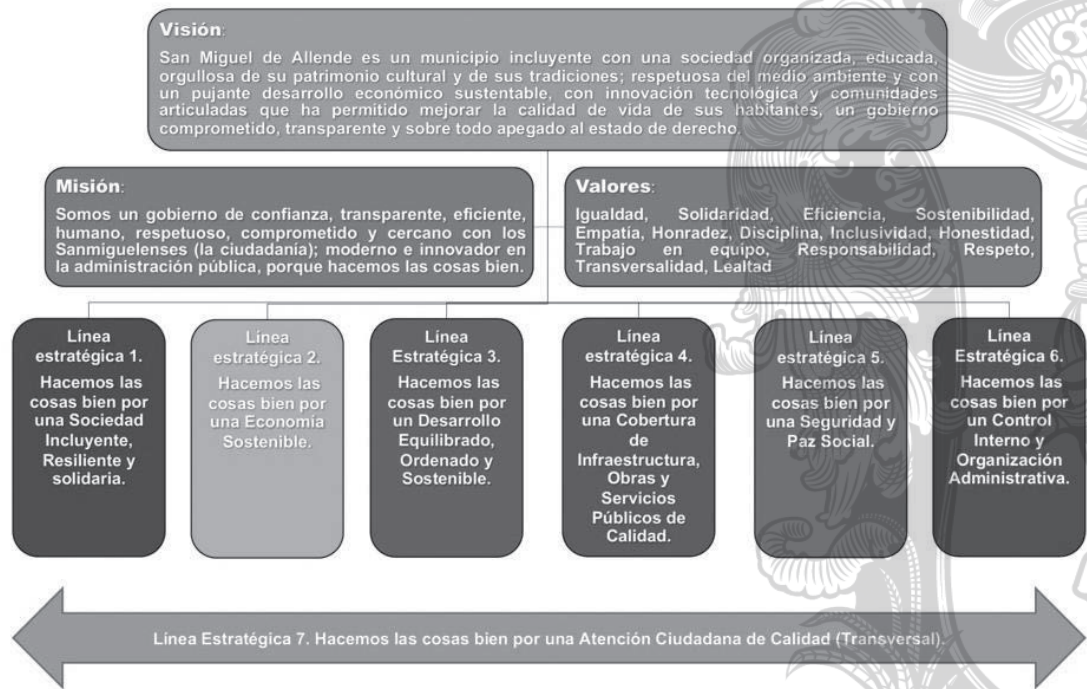 Visión:
San Miguel de Allende es un municipio incluyente con una sociedad organizada, educada,
orgullosa de su patrimonio cultural y de sus tradiciones; respetuosa del medio ambiente y con
un pujante desarrollo económico sustentable, con innovación tecnológica y comunidades
articuladas que ha permitido mejorar la calidad de vida de sus habitantes, un gobierno
comprometido, transparente y sobre todo apegado al estado de derecho.
Misión:
Somos un gobierno de confianza, transparente, eficiente,
humano, respetuoso, comprometido y cercano con los
Sanmiguelenses (la ciudadanía); moderno e innovador en
la administración pública, porque hacemos las cosas bien.
Valores:
Igualdad, Solidaridad, Eficiencia, Sostenibilidad,
Empatía, Honradez, Disciplina, Inclusividad, Honestidad,
Trabajo en equipo, Responsabilidad, Respeto,
Transversalidad, Lealtad
Línea
estratégica 1.
Hacemos las
cosas bien por
una Sociedad
Incluyente,
Resiliente y
solidaria.
Línea
estratégica 2.
Hacemos las
cosas bien por
una Economía
Sostenible.
Línea
Estratégica 3.
Hacemos las
cosas bien por
un Desarrollo
Equilibrado,
Ordenado y
Sostenible.
Línea
estratégica 4.
Hacemos las
cosas bien por
una Cobertura
de
Infraestructura,
Obras y
Servicios
Públicos de
Calidad.
Línea
estratégica 5.
Hacemos las
cosas bien por
una Seguridad y
Paz Social.
Línea
Estratégica 6.
Hacemos las
cosas bien por
un Control
Interno y
Organización
Administrativa.
Línea Estratégica 7. Hacemos las cosas bien por una Atención Ciudadana de Calidad (Transversal).